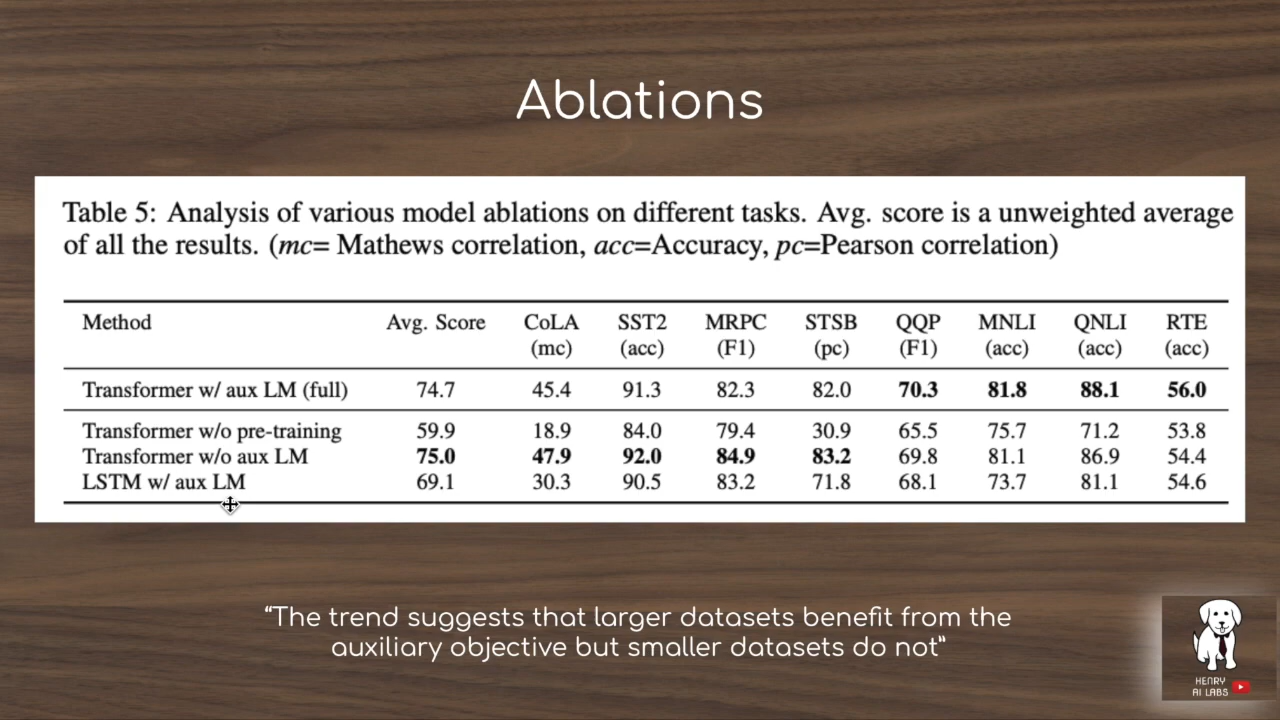 Ablations
Table 5: Analysis of various model ablations on different tasks. Avg. score is a unweighted average
of all the results. (mc= Mathews correlation, acc=Accuracy, pc=Pearson correlation)
Method Avg. Score CoLA SST2 MRPC STSB QQP MNLI QNLI RTE
(mc) (acc) (F1) (pc) (F1) (acc) (acc) (acc)
Transformer w/ aux LM (full) 74.7 45.4 91.3 82.3 82.0 70.3 81.8 88.1 56.0
Transformer w/o pre-training 59.9 18.9 84.0 79.4 30.9 65.5 75.7 71.2 53.8
Transformer w/o aux LM 75.0 47.9 92.0 84.9 83.2 69.8 81.1 86.9 54.4
LSTM w/ aux LM 69.1 30.3 90.5 83.2 71.8 68.1 73.7 81.1 54.6
“The trend suggests that larger datasets benefit from the
auxiliary objective but smaller datasets do not”
HENRY
AI LABS